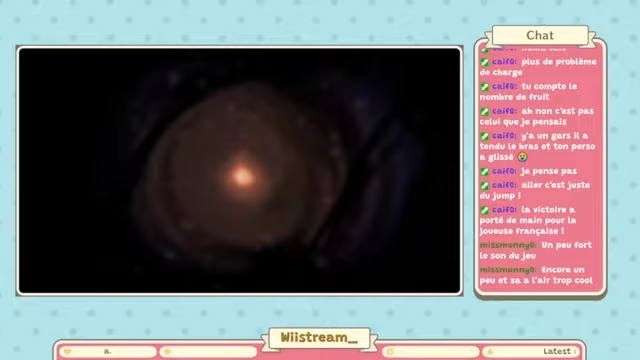 Chat
caif0: plus de problème
de charge
caif0: tu compte le
nombre de fruit
caif0: ah non c'est pas
celui que je pensais
caif0: y'a un gars il a
tendu le bras et ton perso
a glissé 😭
caif0: je pense pas
caif0: aller c'est juste
du jump !
caif0: la victoire a
porté de main pour la
joueuse française !
missmanny0: Un peu fort
le son du jeu
missmanny0: Encore un
peu et sa a l'air trop cool
Wiistream_
Latest :